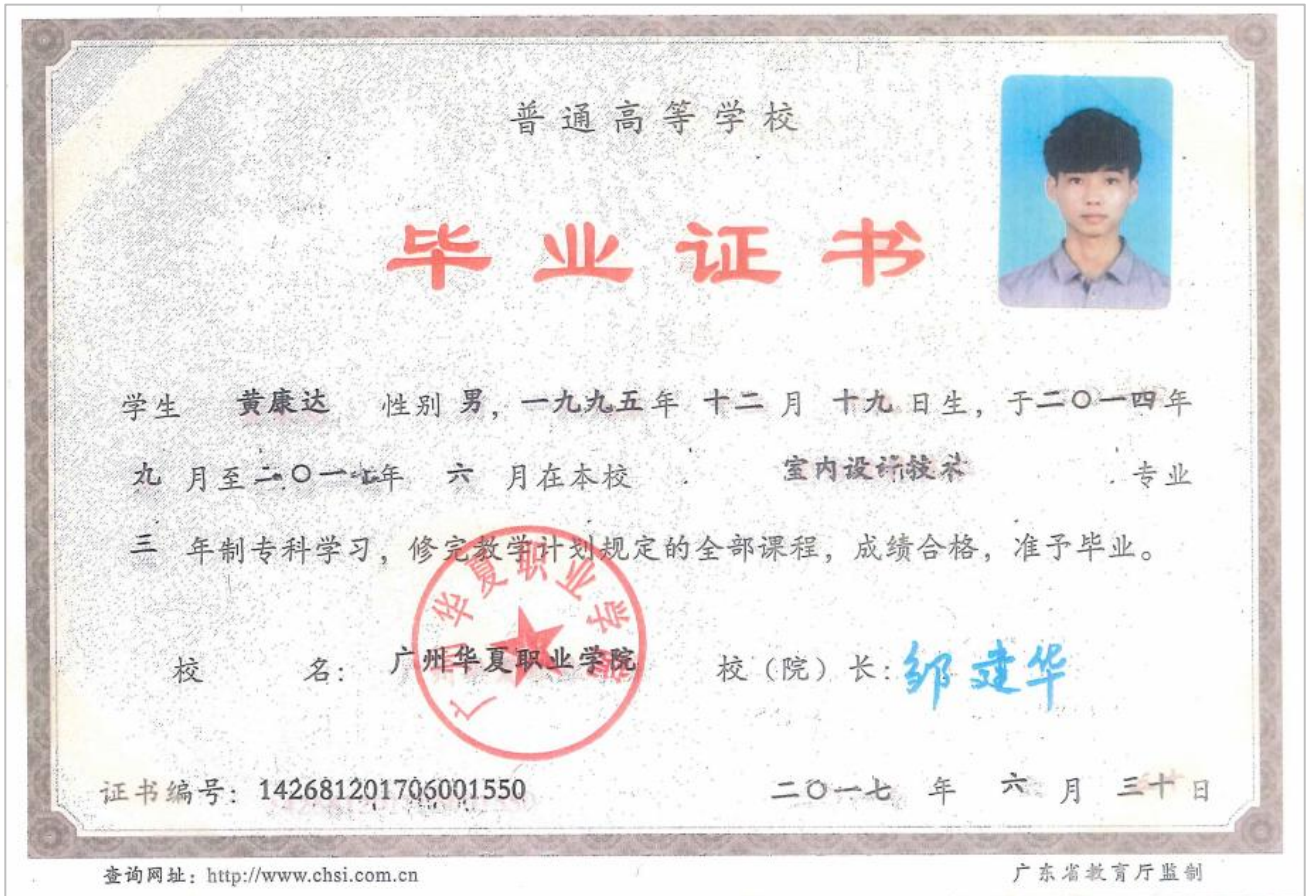 普通高等学校
毕业证书
学生 黄康达 性别 男，一九九五年 十二 月 十九 日生，于二〇一四年
九 月至二〇一七年 六 月在本校 室内设计技术 专业
三 年制专科学习，修完教学计划规定的全部课程，成绩合格，准予毕业。
广州华夏职业学院
校 名：广州华夏职业学院 校（院）长：邹建华
证书编号：142681201706001550 二〇一七 年 六 月 三十 日
查询网址：http://www.chsi.com.cn 广东省教育厅监制